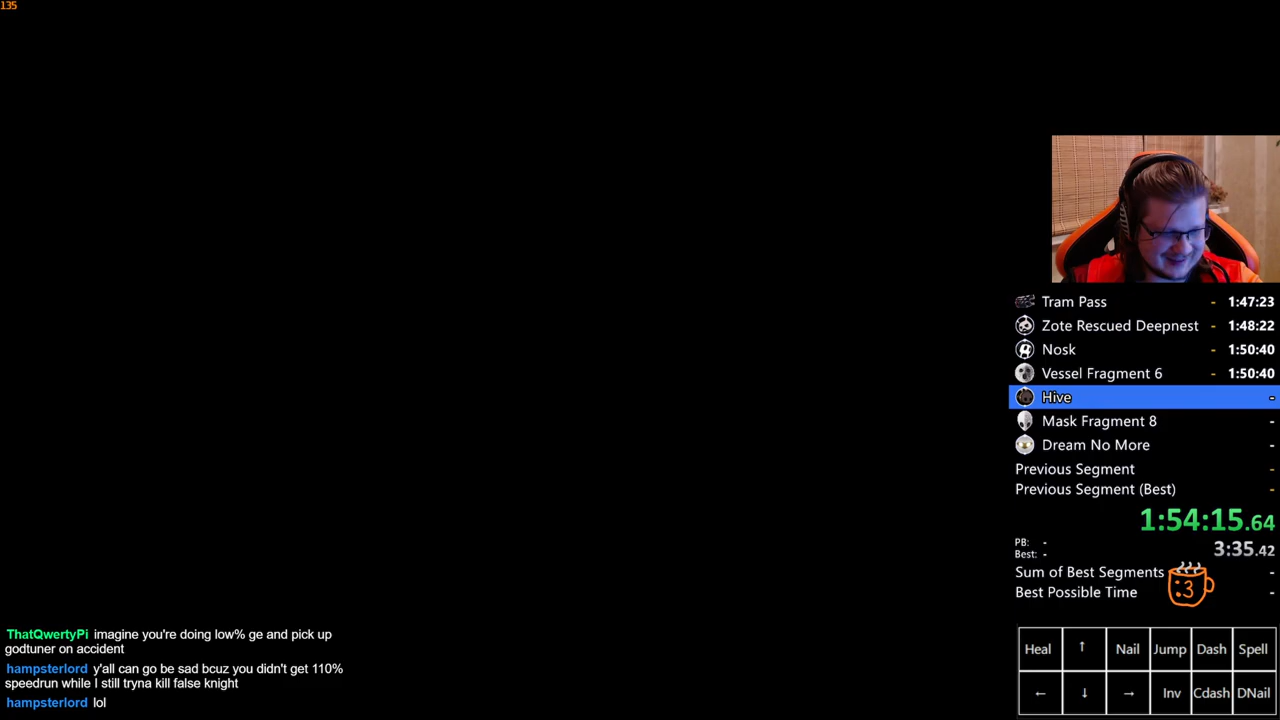 135
Tram Pass - 1:47:23
Zote Rescued Deepnest - 1:48:22
Nosk - 1:50:40
Vessel Fragment 6 - 1:50:40
Hive -
Mask Fragment 8 -
Dream No More -
Previous Segment -
Previous Segment (Best) -
1:54:15.64
PB: -
Best: -
3:35.42
Sum of Best Segments -
Best Possible Time -
:3
Heal ↑ Nail Jump Dash Spell
← ↓ → Inv Cdash DNail
ThatQwertyPi imagine you're doing low% ge and pick up
godtuner on accident
hampsterlord y'all can go be sad bcuz you didn't get 110%
speedrun while I still tryna kill false knight
hampsterlord lol